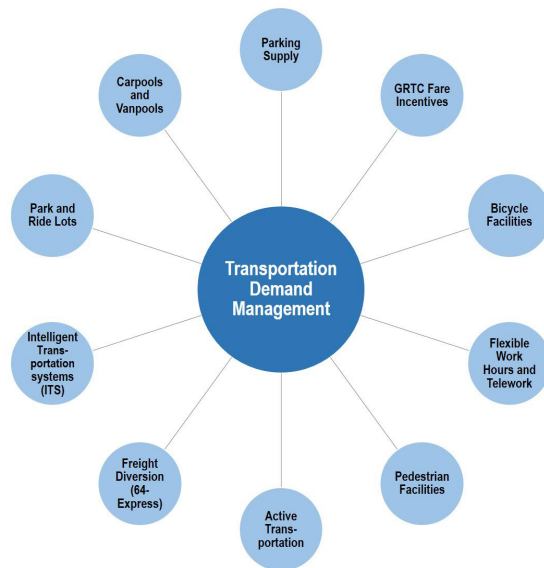 Parking
Supply
GRTC Fare
Incentives
Bicycle
Facilities
Flexible
Work
Hours and
Telework
Pedestrian
Facilities
Active
Trans-
portation
Freight
Diversion
(64-
Express)
Intelligent
Trans-
portation
systems
(ITS)
Park and
Ride Lots
Carpools
and
Vanpools
Transportation
Demand
Management